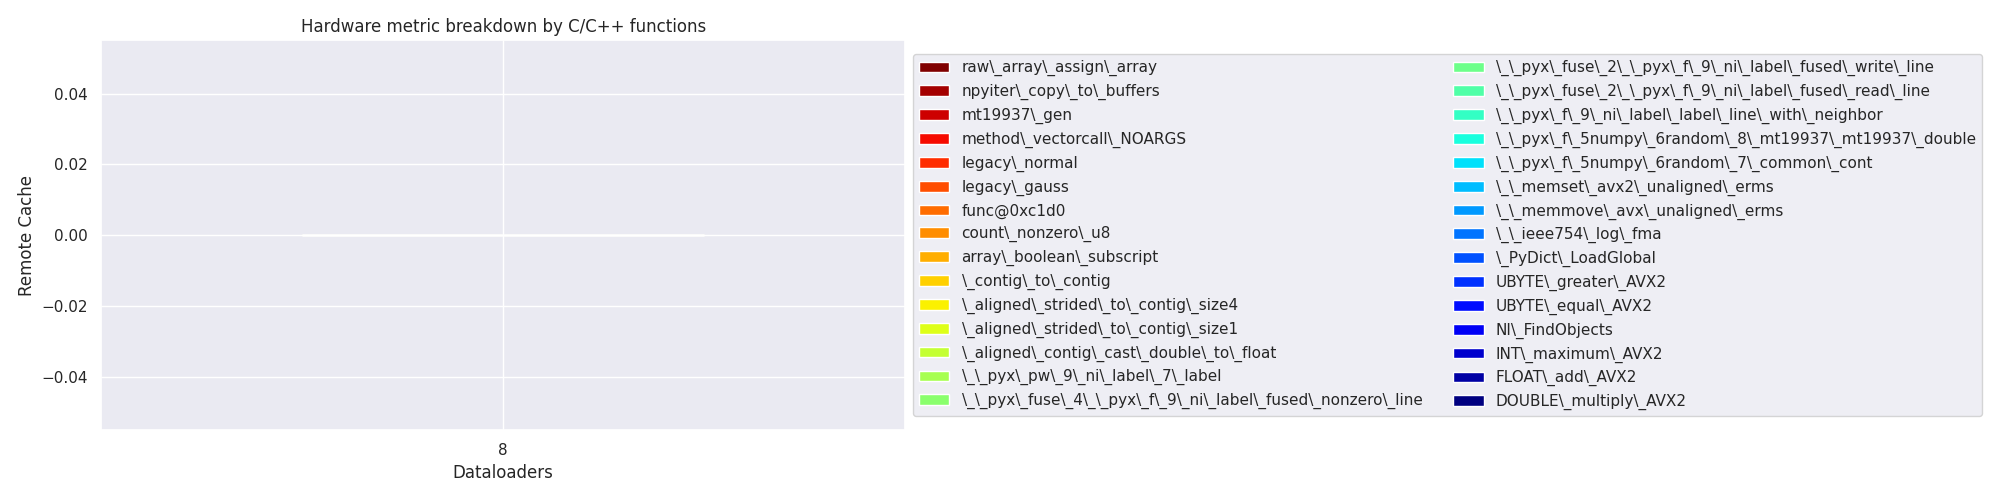 Hardware metric breakdown by C/C++ functions
0.04
0.02
0.00
−0.02
−0.04
Remote Cache
8
Dataloaders
raw\_array\_assign\_array
npyiter\_copy\_to\_buffers
mt19937\_gen
method\_vectorcall\_NOARGS
legacy\_normal
legacy\_gauss
func@0xc1d0
count\_nonzero\_u8
array\_boolean\_subscript
\_contig\_to\_contig
\_aligned\_strided\_to\_contig\_size4
\_aligned\_strided\_to\_contig\_size1
\_aligned\_contig\_cast\_double\_to\_float
\_\_pyx\_pw\_9\_ni\_label\_7\_label
\_\_pyx\_fuse\_4\_\_pyx\_f\_9\_ni\_label\_fused\_nonzero\_line
\_\_pyx\_fuse\_2\_\_pyx\_f\_9\_ni\_label\_fused\_write\_line
\_\_pyx\_fuse\_2\_\_pyx\_f\_9\_ni\_label\_fused\_read\_line
\_\_pyx\_f\_9\_ni\_label\_label\_line\_with\_neighbor
\_\_pyx\_f\_5numpy\_6random\_8\_mt19937\_mt19937\_double
\_\_pyx\_f\_5numpy\_6random\_7\_common\_cont
\_\_memset\_avx2\_unaligned\_erms
\_\_memmove\_avx\_unaligned\_erms
\_\_ieee754\_log\_fma
\_PyDict\_LoadGlobal
UBYTE\_greater\_AVX2
UBYTE\_equal\_AVX2
NI\_FindObjects
INT\_maximum\_AVX2
FLOAT\_add\_AVX2
DOUBLE\_multiply\_AVX2